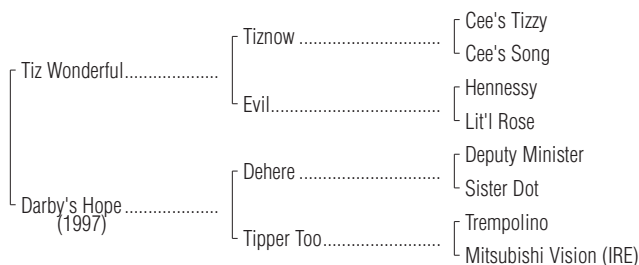 Cee's Tizzy
Tiznow
Cee's Song
Tiz Wonderful
Hennessy
Evil
Lit'l Rose
Deputy Minister
Dehere
Sister Dot
Darby's Hope
(1997)
Trempolino
Tipper Too
Mitsubishi Vision (IRE)